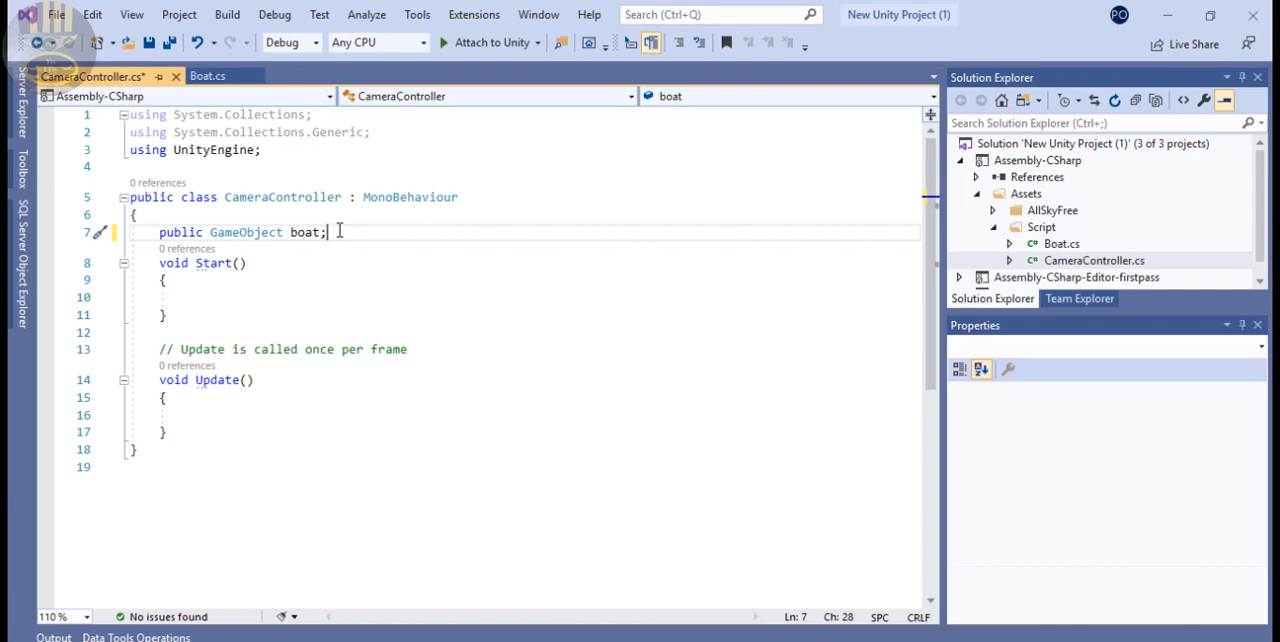 File Edit View Project Build Debug Test Analyze Tools Extensions Window Help Search (Ctrl+Q) New Unity Project (1) PO
Debug Any CPU Attach to Unity Live Share
CameraController.cs* Boat.cs
Assembly-CSharp CameraController boat
Server Explorer
Toolbox
SQL Server Object Explorer
1 using System.Collections;
2 using System.Collections.Generic;
3 using UnityEngine;
4
0 references
5 public class CameraController : MonoBehaviour
6 {
7 public GameObject boat;
0 references
8 void Start()
9 {
10
11 }
12
13 // Update is called once per frame
0 references
14 void Update()
15 {
16
17 }
18 }
19
110 % No issues found Ln: 7 Ch: 28 SPC CRLF
Output Data Tools Operations
Solution Explorer
Search Solution Explorer (Ctrl+;)
Solution 'New Unity Project (1)' (3 of 3 projects)
Assembly-CSharp
References
Assets
AllSkyFree
Script
C# Boat.cs
C# CameraController.cs
Assembly-CSharp-Editor-firstpass
Solution Explorer Team Explorer
Properties